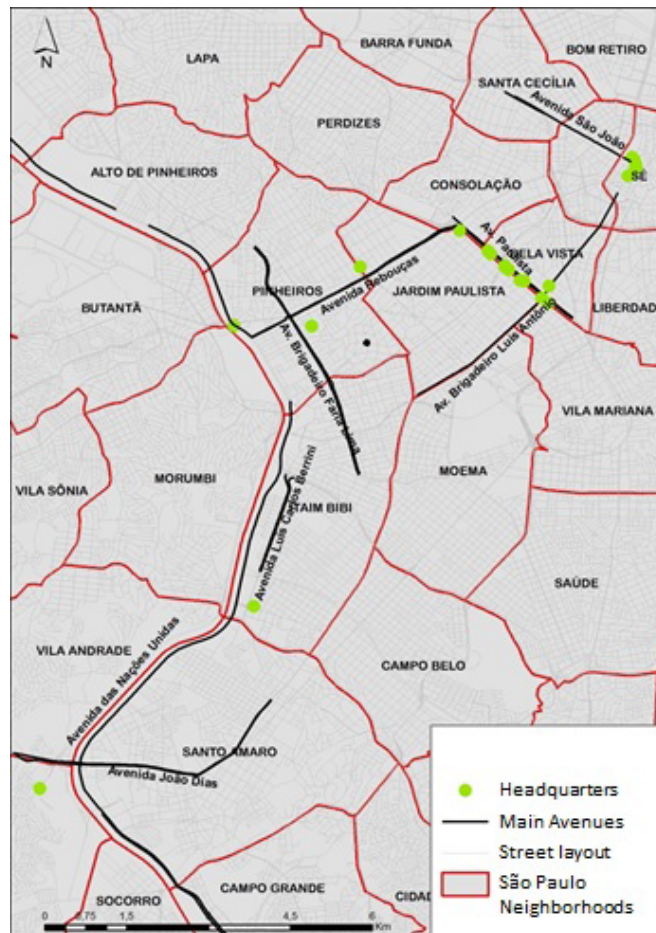 BARRA FUNDA
BOM RETIRO
LAPA
N
SANTA CECÍLIA
Avenida São João
PERDIZES
ALTO DE PINHEIROS
SÉ
CONSOLAÇÃO
Av. Paulista
BELA VISTA
PINHEIROS
JARDIM PAULISTA
Avenida Rebouças
BUTANTÃ
LIBERDAD
Av. Brigadeiro Faria Lima
Av. Brigadeiro Luis Antônio
VILA MARIANA
MOEMA
MORUMBI
VILA SÔNIA
Avenida Luis Carlos Berrini
ITAIM BIBI
SAÚDE
VILA ANDRADE
Avenida das Nações Unidas
CAMPO BELO
SANTO AMARO
Avenida João Dias
Headquarters
Main Avenues
Street layout
São Paulo
Neighborhoods
CAMPO GRANDE
CIDAD
SOCORRO
0 0,75 1,5 4,5 6
Km